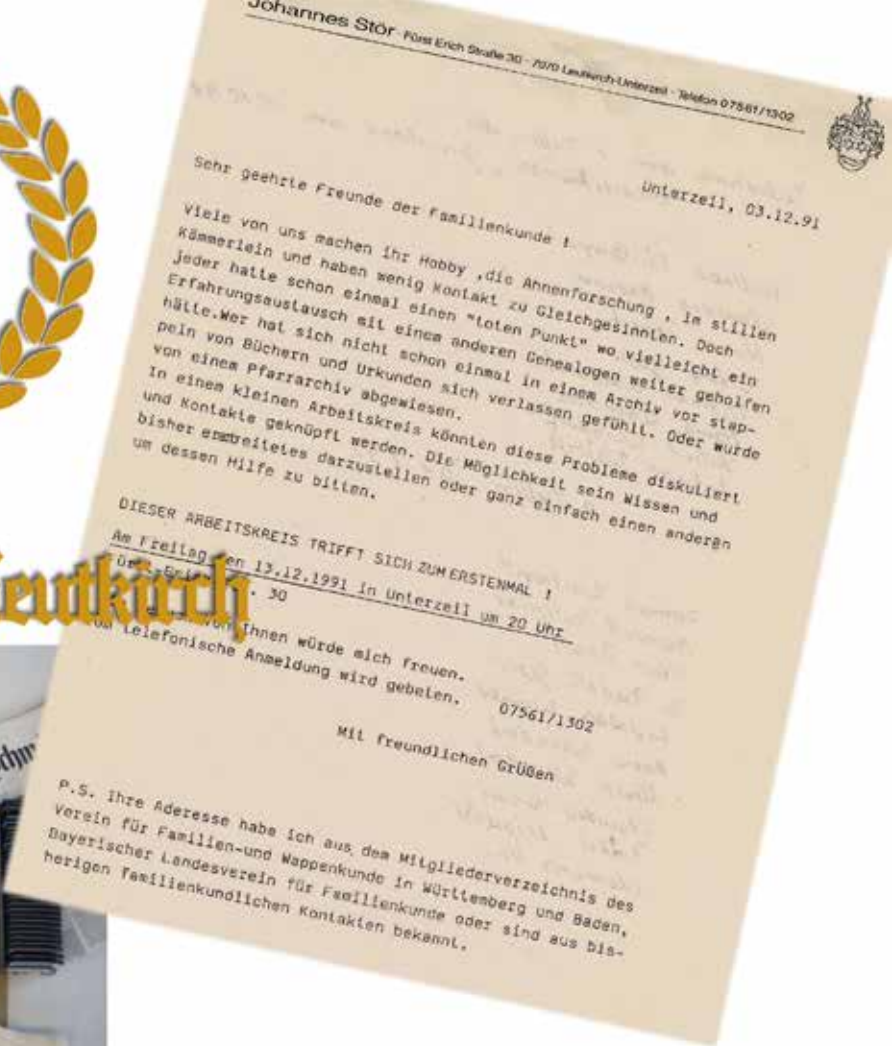 Johannes Stör · Fürst Erich Straße 30 - 7970 Leutkirch-Unterzeil - Telefon 07561/1302
Unterzeil, 03.12.91
Sehr geehrte Freunde der Familienkunde !
Viele von uns machen ihr Hobby ,die Ahnenforschung , im stillen
Kämmerlein und haben wenig Kontakt zu Gleichgesinnten. Doch
jeder hatte schon einmal einen "toten Punkt" wo vielleicht ein
Erfahrungsaustausch mit einem anderen Genealogen weiter geholfen
hätte.Wer hat sich nicht schon einmal in einem Archiv vor stap-
peln von Büchern und Urkunden sich verlassen gefühlt. Oder wurde
von einem Pfarrarchiv abgewiesen.
In einem kleinen Arbeitskreis könnten diese Probleme diskutiert
und Kontakte geknüpft werden. Die Möglichkeit sein Wissen und
bisher darzustellen oder ganz einfach einen anderen
um dessen Hilfe zu bitten.
DIESER ARBEITSKREIS TRIFFT SICH ZUM ERSTENMAL !
Am Freitag den 13.12.1991 in Unterzeil um 20 Uhr
30
Leutkirch
von Ihnen würde mich freuen.
telefonische Anmeldung wird gebeten. 07561/1302
Mit freundlichen Grüßen
P.S. Ihre Aderesse habe ich aus dem Mitgliederverzeichnis des
Verein für Familien-und Wappenkunde in Württemberg und Baden,
Bayerischer Landesverein für Familienkunde oder sind aus bis-
herigen familienkundlichen Kontakten bekannt.